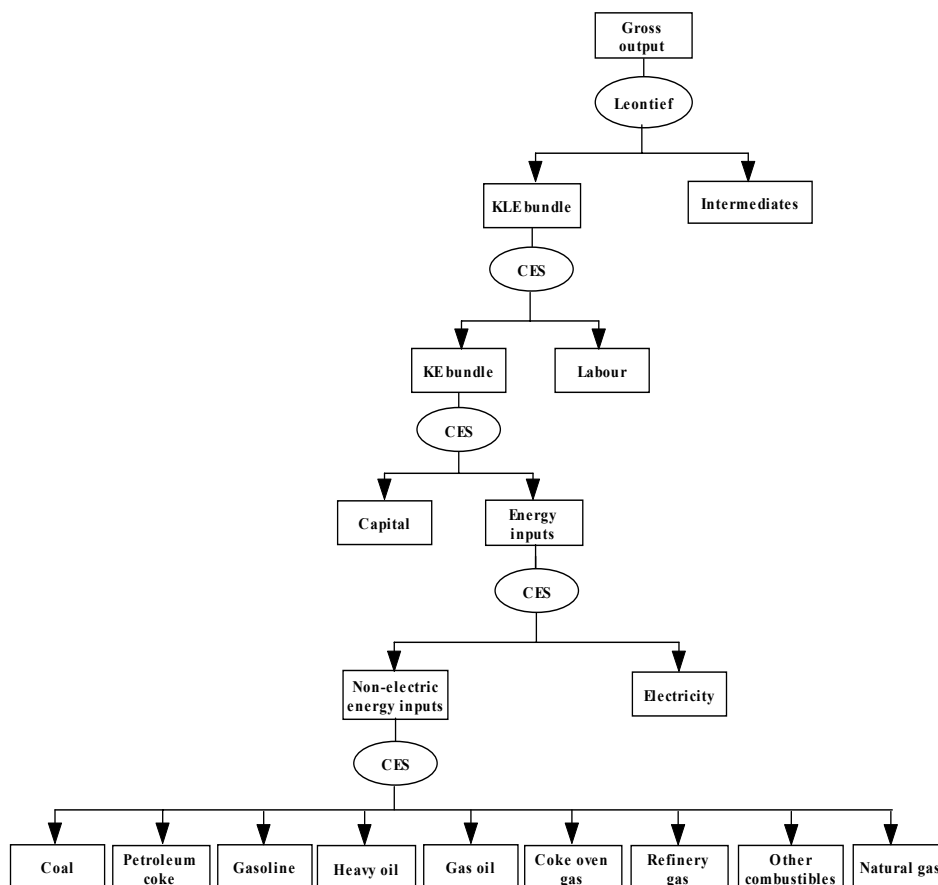 Gross
output
Leontief
KLE bundle
Intermediates
CES
KE bundle
Labour
CES
Capital
Energy
inputs
CES
Non-electric
energy inputs
Electricity
CES
Coal
Petroleum
coke
Gasoline
Heavy oil
Gas oil
Coke oven
gas
Refinery
gas
Other
combustibles
Natural gas